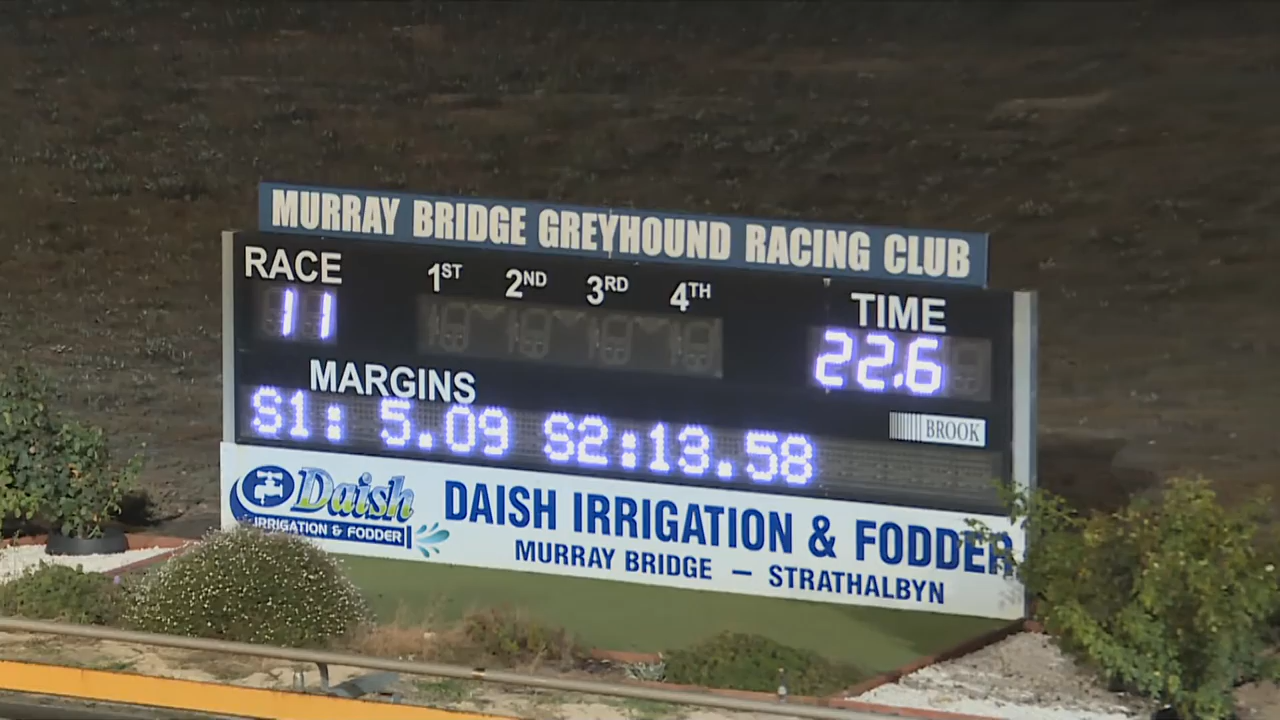 MURRAY BRIDGE GREYHOUND RACING CLUB
RACE 1ST 2ND 3RD 4TH TIME
11 22.6
MARGINS
BROOK
S1: 5.09 S2:13.58
Daish
IRRIGATION & FODDER
DAISH IRRIGATION & FODDER
MURRAY BRIDGE – STRATHALBYN